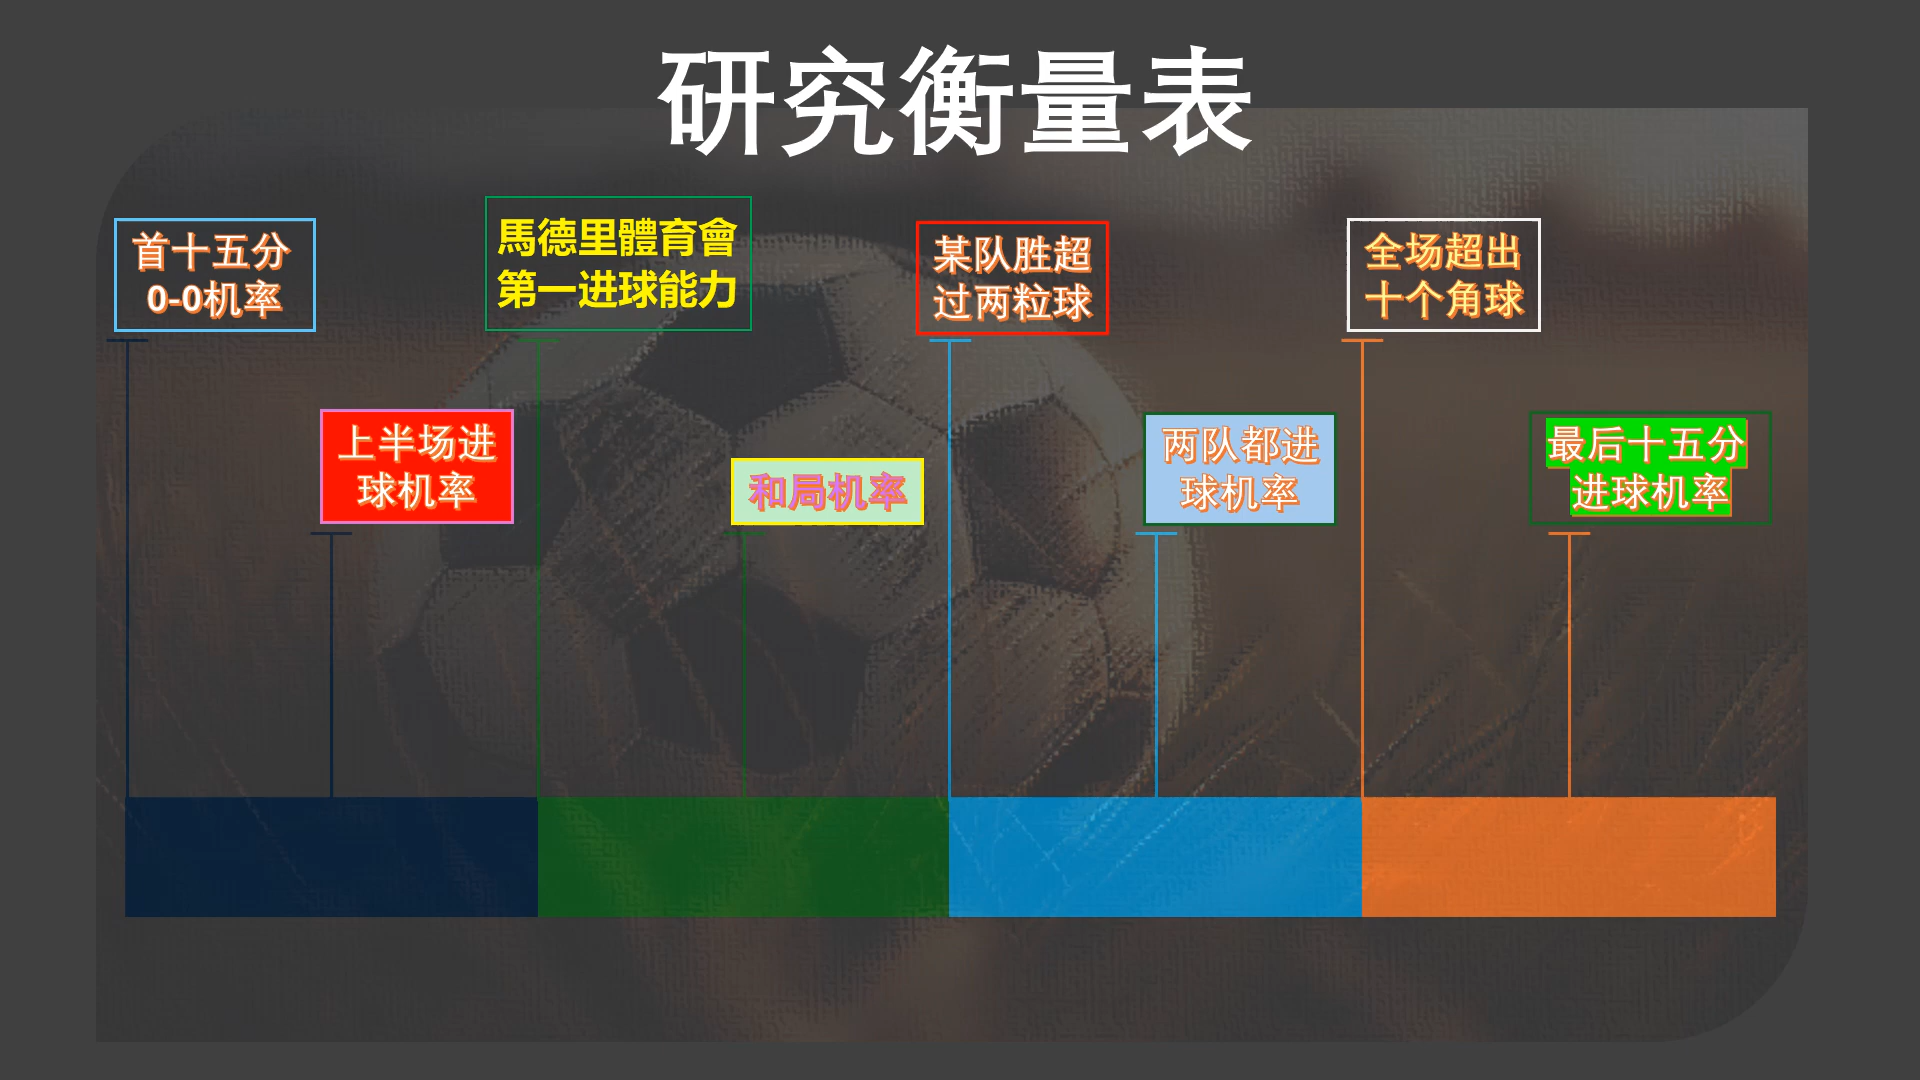 研究衡量表
首十五分
0-0机率
馬德里體育會
第一进球能力
某队胜超
过两粒球
全场超出
十个角球
上半场进
球机率
和局机率
两队都进
球机率
最后十五分
进球机率